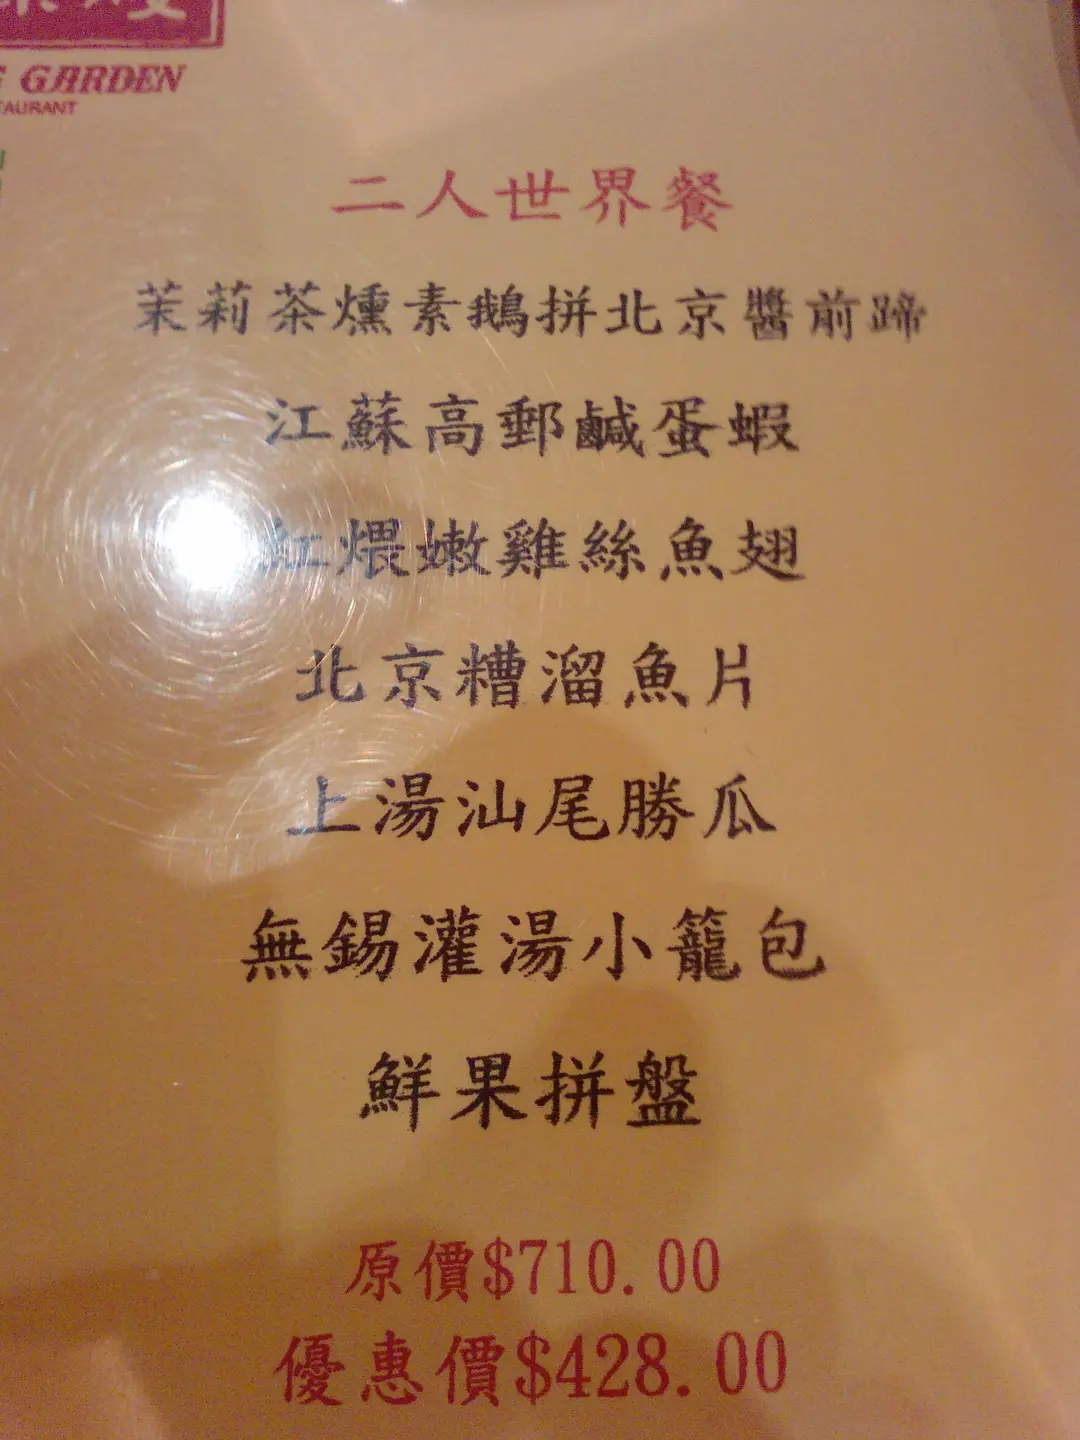 GARDEN
二人世界餐
茉莉茶燻素鵝拼北京醬前蹄
江蘇高郵鹹蛋蝦
紅煨嫩雞絲魚翅
北京糟溜魚片
上湯汕尾勝瓜
無錫灌湯小籠包
鮮果拼盤
原價$710.00
優惠價$428.00